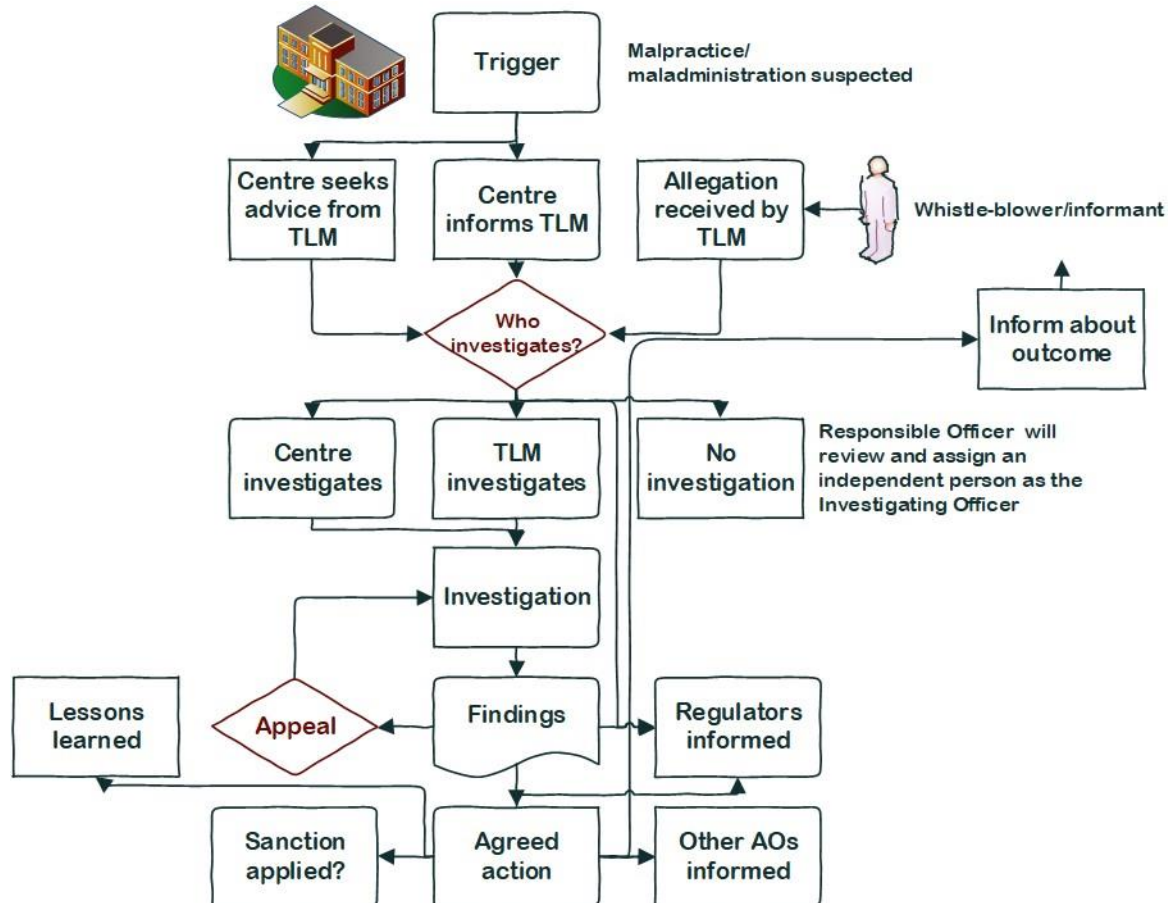 Trigger
Malpractice/
maladministration suspected
Centre seeks
advice from
TLM
Centre
informs TLM
Allegation
received by
TLM
Whistle-blower/informant
Who
investigates?
Inform about
outcome
Centre
investigates
TLM
investigates
No
investigation
Responsible Officer will
review and assign an
independent person as the
Investigating Officer
Investigation
Lessons
learned
Appeal
Findings
Regulators
informed
Sanction
applied?
Agreed
action
Other AOs
informed